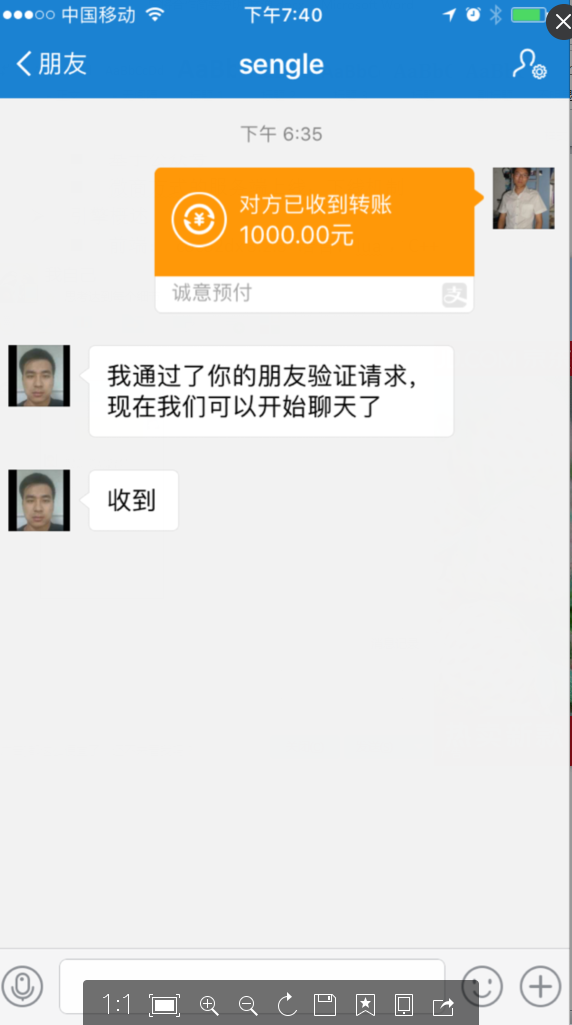 中国移动 下午7:40
朋友 sengle
下午 6:35
对方已收到转账
1000.00元
诚意预付
我通过了你的朋友验证请求,
现在我们可以开始聊天了
收到
1:1